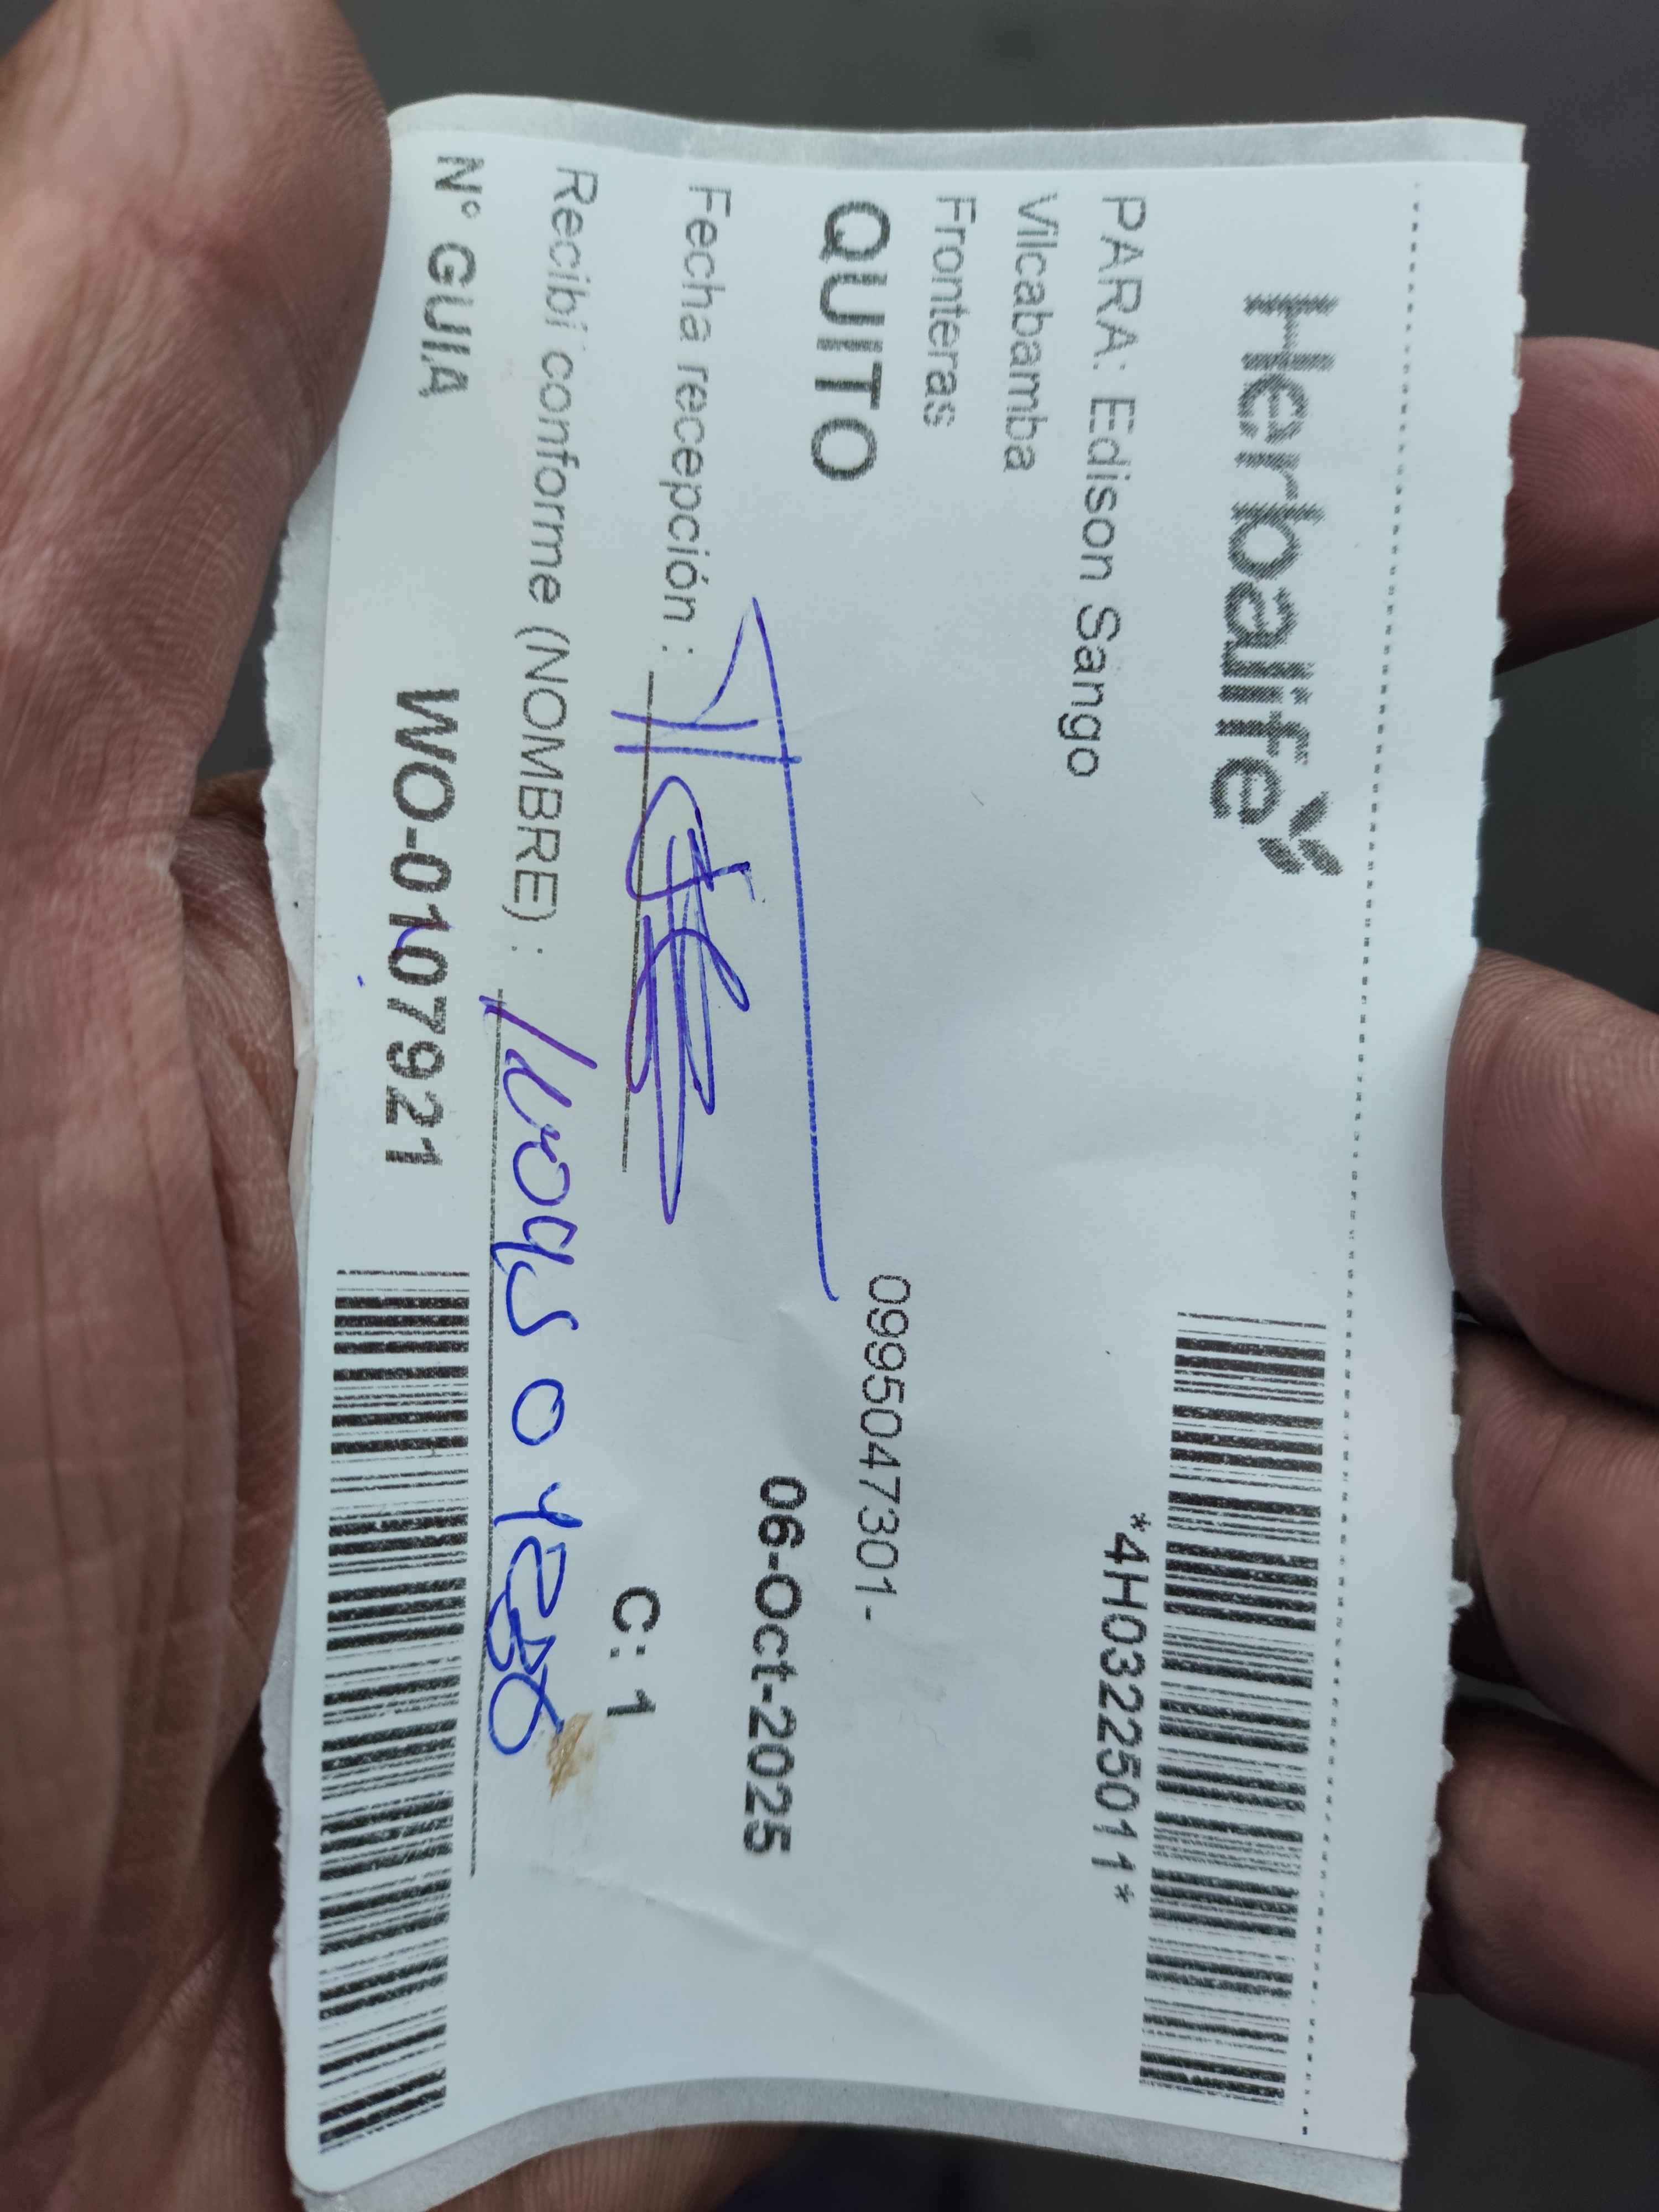 Herbalife
*4H03225011*
PARA: Edison Sango
Vilcabamba
Fronteras
0995047301-
QUITO
06-Oct-2025
Fecha recepción :
C: 1
Recibí conforme (NOMBRE) :
N° GUIA WO-0107921